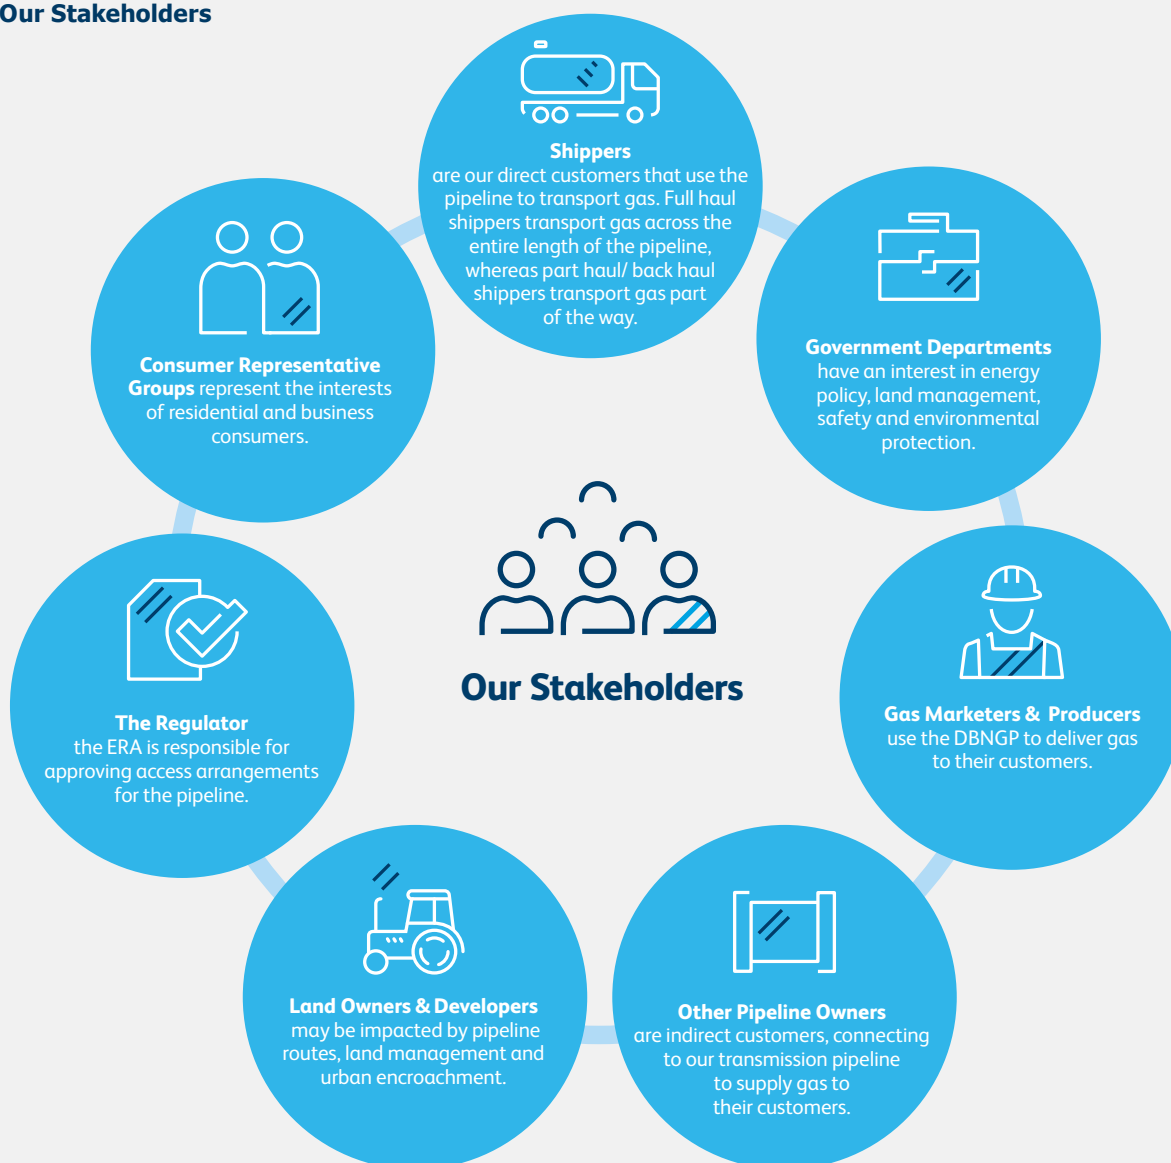 Our Stakeholders
Shippers
are our direct customers that use the
pipeline to transport gas. Full haul
shippers transport gas across the
entire length of the pipeline,
whereas part haul/ back haul
shippers transport gas part
of the way.
Government Departments
have an interest in energy
policy, land management,
safety and environmental
protection.
Gas Marketers & Producers
use the DBNGP to deliver gas
to their customers.
Other Pipeline Owners
are indirect customers, connecting
to our transmission pipeline
to supply gas to
their customers.
Land Owners & Developers
may be impacted by pipeline
routes, land management and
urban encroachment.
The Regulator
the ERA is responsible for
approving access arrangements
for the pipeline.
Consumer Representative
Groups represent the interests
of residential and business
consumers.
Our Stakeholders